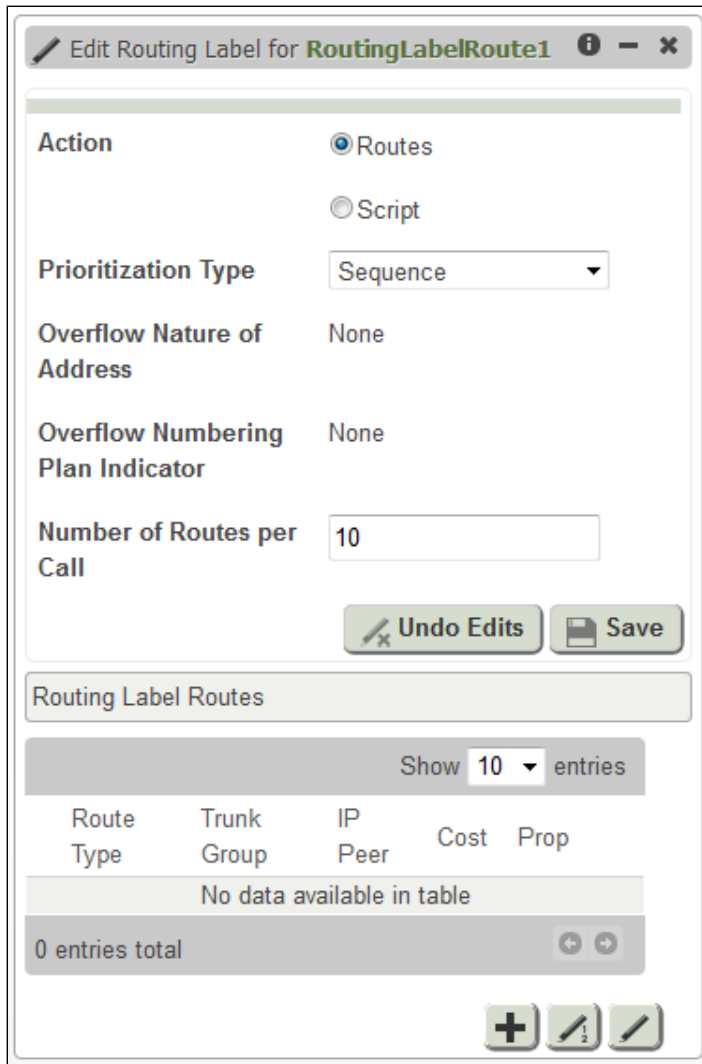 Edit Routing Label for RoutingLabelRoute1
Action
Routes
Script
Prioritization Type
Sequence
Overflow Nature of
Address
None
Overflow Numbering
Plan Indicator
None
Number of Routes per
Call
10
Undo Edits
Save
Routing Label Routes
Show 10 entries
Route
Type
Trunk
Group
IP
Peer
Cost
Prop
No data available in table
0 entries total